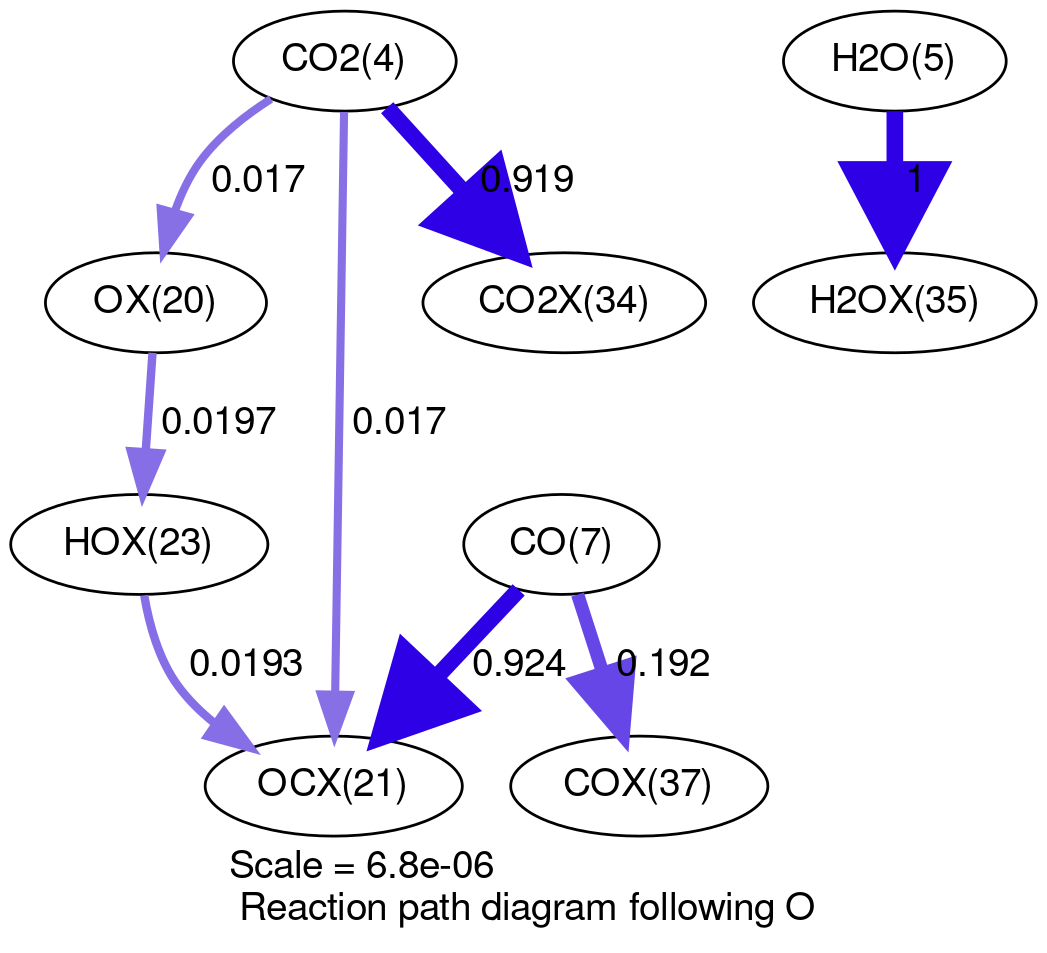 CO2(4)
H2O(5)
0.017
0.919
1
OX(20)
CO2X(34)
H2OX(35)
0.0197
0.017
HOX(23)
CO(7)
0.0193
0.924
0.192
OCX(21)
COX(37)
Scale = 6.8e-06
Reaction path diagram following O